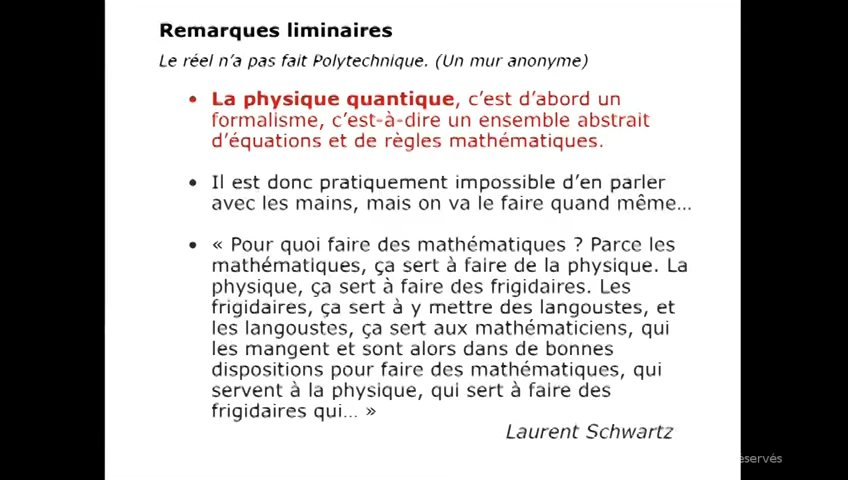 Remarques liminaires
Le réel n'a pas fait Polytechnique. (Un mur anonyme)
• La physique quantique, c'est d'abord un
formalisme, c'est-à-dire un ensemble abstrait
d'équations et de règles mathématiques.
• Il est donc pratiquement impossible d'en parler
avec les mains, mais on va le faire quand même...
• « Pour quoi faire des mathématiques ? Parce les
mathématiques, ça sert à faire de la physique. La
physique, ça sert à faire des frigidaires. Les
frigidaires, ça sert à y mettre des langoustes, et
les langoustes, ça sert aux mathématiciens, qui
les mangent et sont alors dans de bonnes
dispositions pour faire des mathématiques, qui
servent à la physique, qui sert à faire des
frigidaires qui... »
Laurent Schwartz